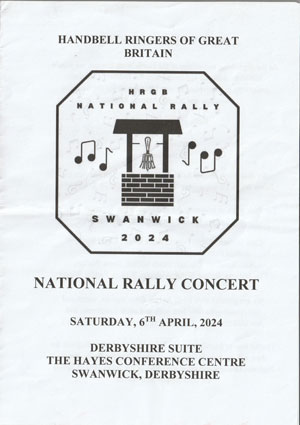 HANDBELL RINGERS OF GREAT
BRITAIN
HRGB
NATIONAL RALLY
SWANWICK
2024
NATIONAL RALLY CONCERT
SATURDAY, 6TH APRIL, 2024
DERBYSHIRE SUITE
THE HAYES CONFERENCE CENTRE
SWANWICK, DERBYSHIRE